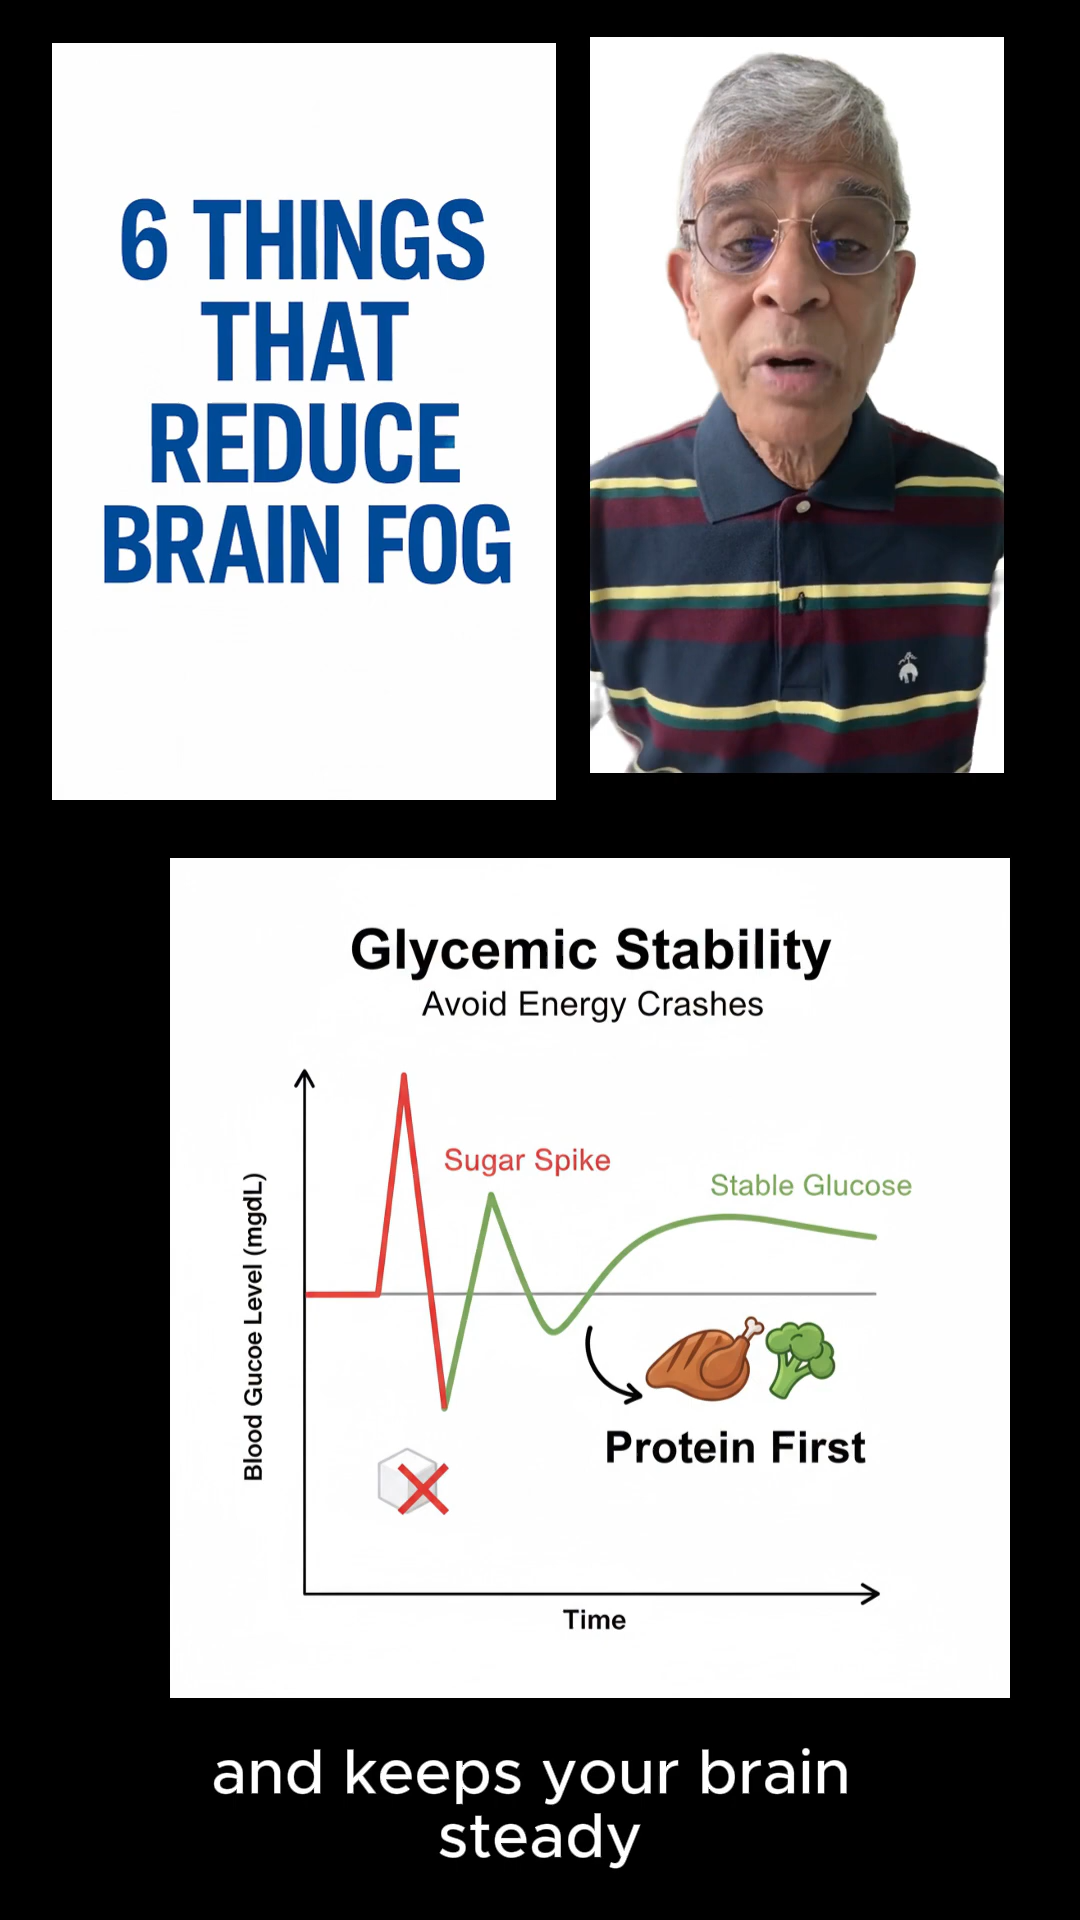 6 THINGS
THAT
REDUCE
BRAIN FOG
Glycemic Stability
Avoid Energy Crashes
Sugar Spike
Stable Glucose
Blood Gucoe Level (mgdL)
Protein First
Time
and keeps your brain
steady